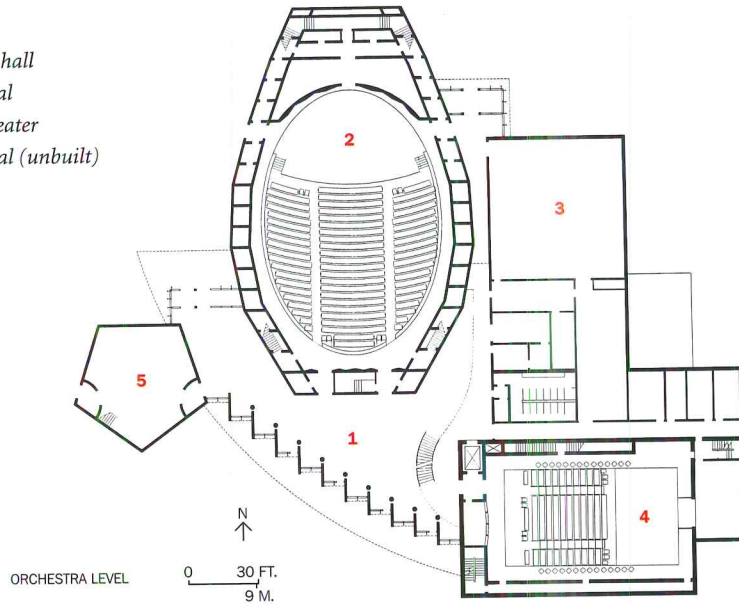 hall
al
eater
al (unbuilt)
2
3
5
1
4
N
ORCHESTRA LEVEL
0 30 FT.
9 M.